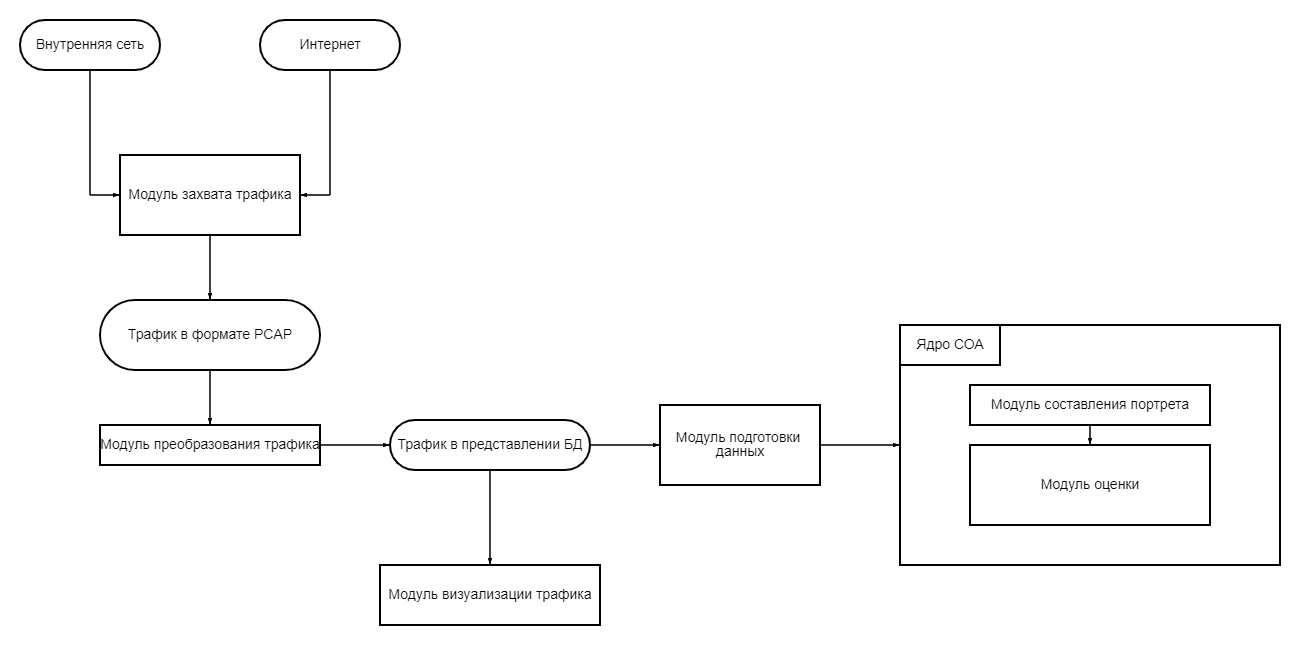 Внутренняя сеть
Интернет
Модуль захвата трафика
Трафик в формате PCAP
Модуль преобразования трафика
Трафик в представлении БД
Модуль визуализации трафика
Модуль подготовки
данных
Ядро СОА
Модуль составления портрета
Модуль оценки